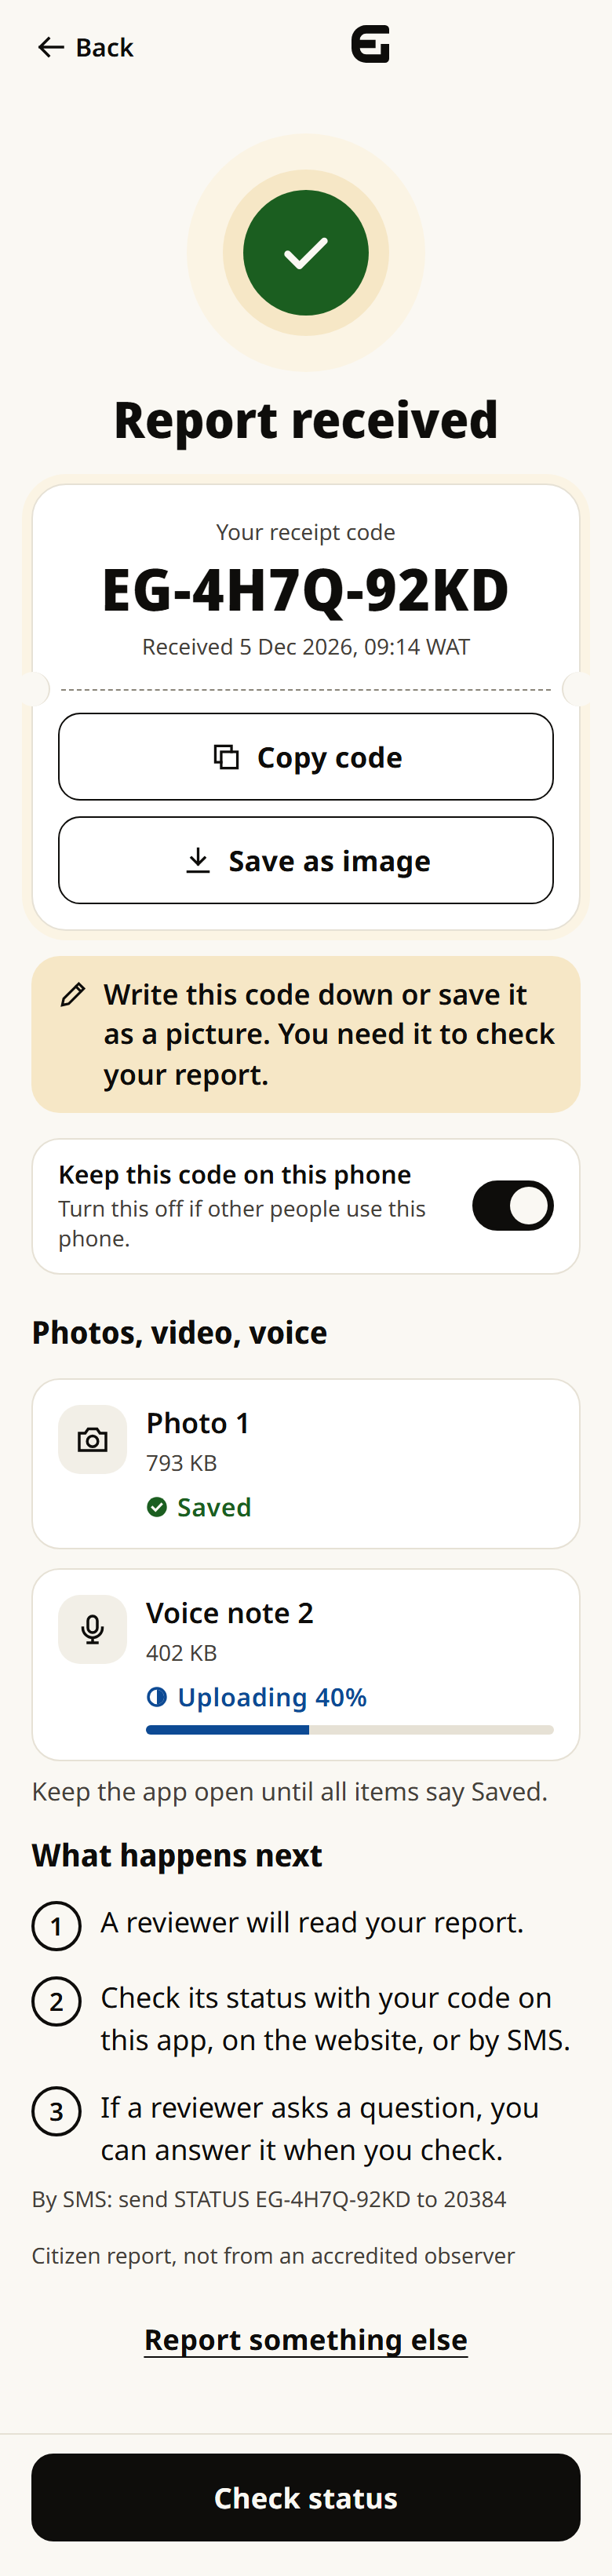 Back
EG
Report received
Your receipt code
EG-4H7Q-92KD
Received 5 Dec 2026, 09:14 WAT
Copy code
Save as image
Write this code down or save it
as a picture. You need it to check
your report.
Keep this code on this phone
Turn this off if other people use this
phone.
Photos, video, voice
Photo 1
793 KB
Saved
Voice note 2
402 KB
Uploading 40%
Keep the app open until all items say Saved.
What happens next
1 A reviewer will read your report.
2 Check its status with your code on
this app, on the website, or by SMS.
3 If a reviewer asks a question, you
can answer it when you check.
By SMS: send STATUS EG-4H7Q-92KD to 20384
Citizen report, not from an accredited observer
Report something else
Check status